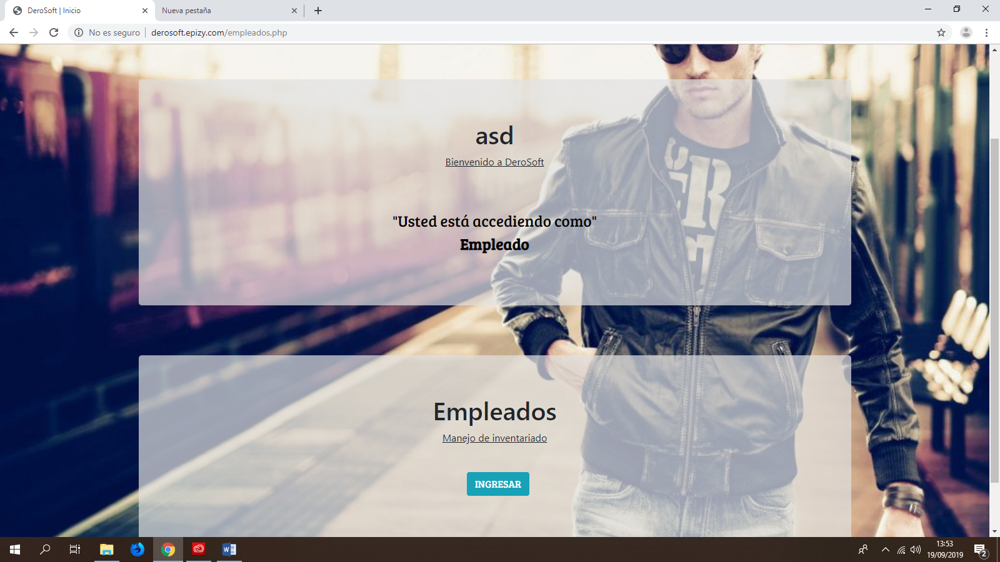 DeroSoft | Inicio
Nueva pestaña
No es seguro
derosoft.epizy.com/empleados.php
asd
Bienvenido a DeroSoft
"Usted está accediendo como"
Empleado
Empleados
Manejo de inventariado
INGRESAR
13:53
19/09/2019
2